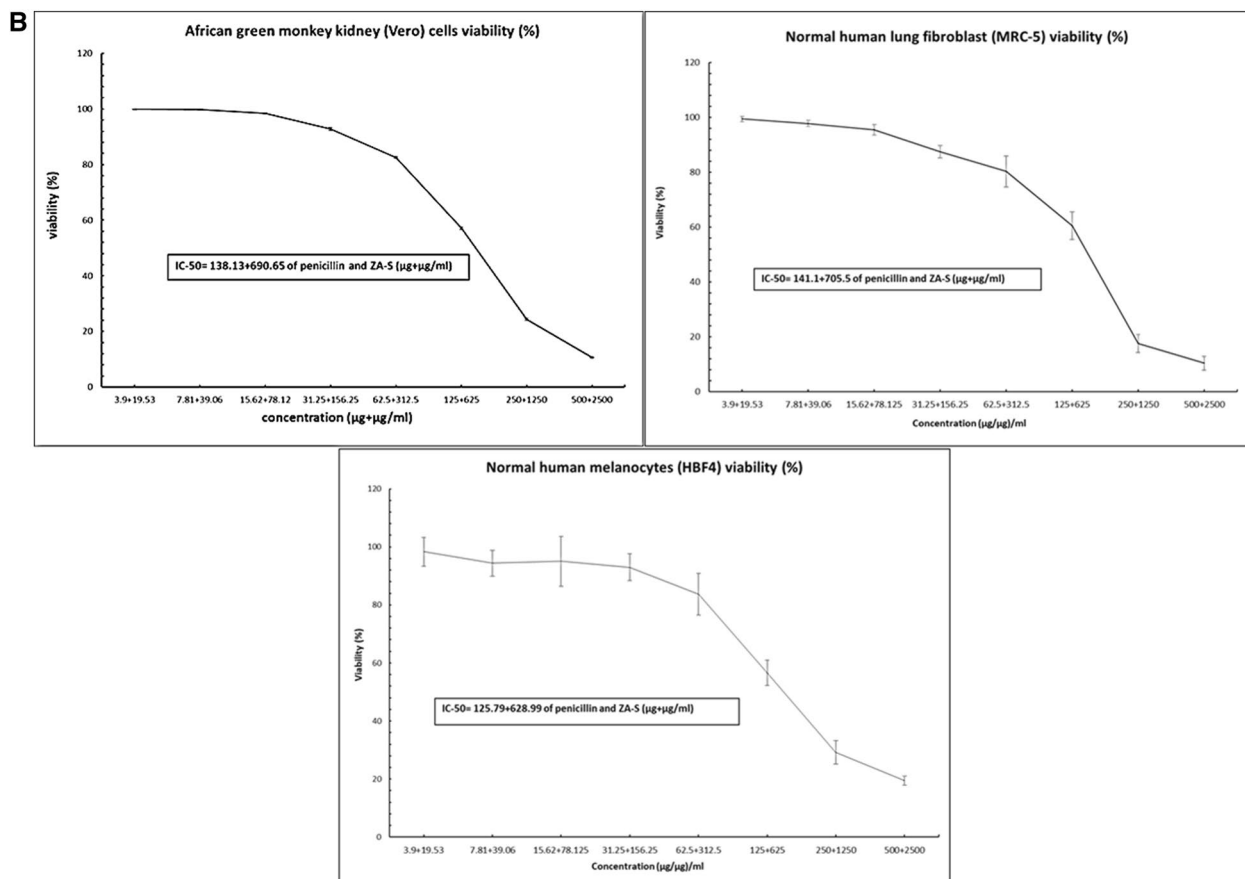 B
African green monkey kidney (Vero) cells viability (%)
120
100
80
60
40
20
0
viability (%)
IC-50= 138.13+690.65 of penicillin and ZA-S (µg+µg/ml)
3.9+19.53 7.81+39.06 15.62+78.12 31.25+156.25 62.5+312.5 125+625 250+1250 500+2500
concentration (µg+µg/ml)
Normal human lung fibroblast (MRC-5) viability (%)
120
100
80
60
40
20
0
Viability (%)
IC-50= 141.1+705.5 of penicillin and ZA-S (µg+µg/ml)
3.9+19.53 7.81+39.06 15.62+78.125 31.25+156.25 62.5+312.5 125+625 250+1250 500+2500
Concentration (µg/µg)/ml
Normal human melanocytes (HBF4) viability (%)
120
100
80
60
40
20
0
Viability (%)
IC-50= 125.79+628.99 of penicillin and ZA-S (µg+µg/ml)
3.9+19.53 7.81+39.06 15.62+78.125 31.25+156.25 62.5+312.5 125+625 250+1250 500+2500
Concentration (µg/µg)/ml